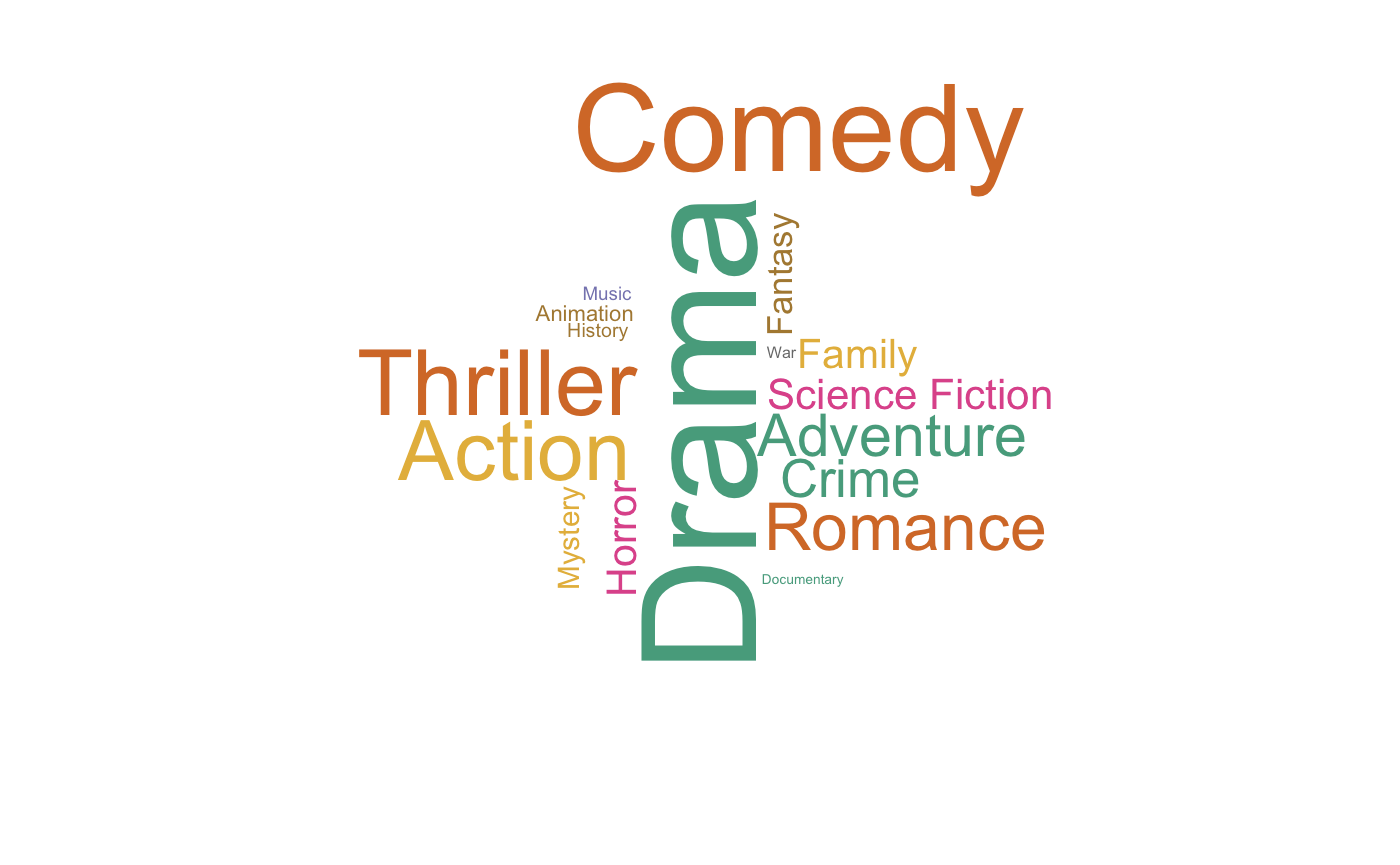 Comedy
Drama
Fantasy
Music
Animation
History
War
Family
Thriller
Science Fiction
Action
Adventure
Crime
Mystery
Horror
Romance
Documentary